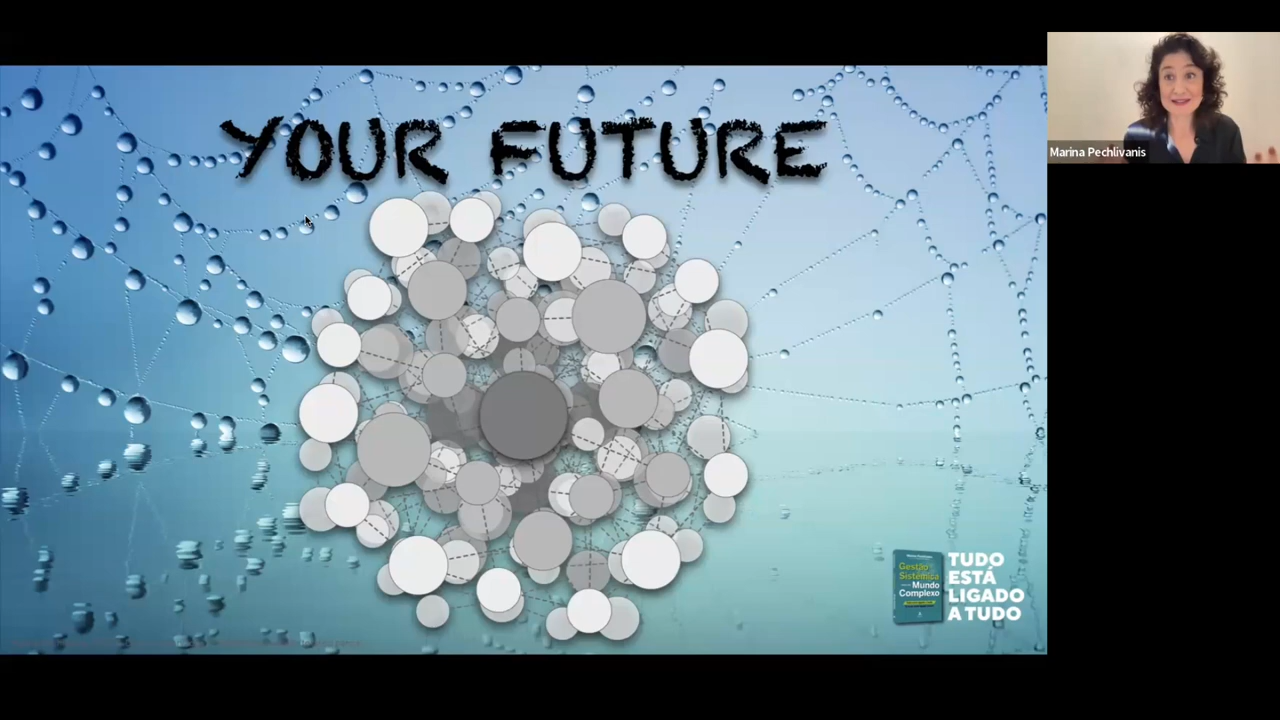 YOUR FUTURE
Marina Pechlivanis
Gestão
Sistêmica
Mundo
Complexo
TUDO
ESTÁ
LIGADO
A TUDO